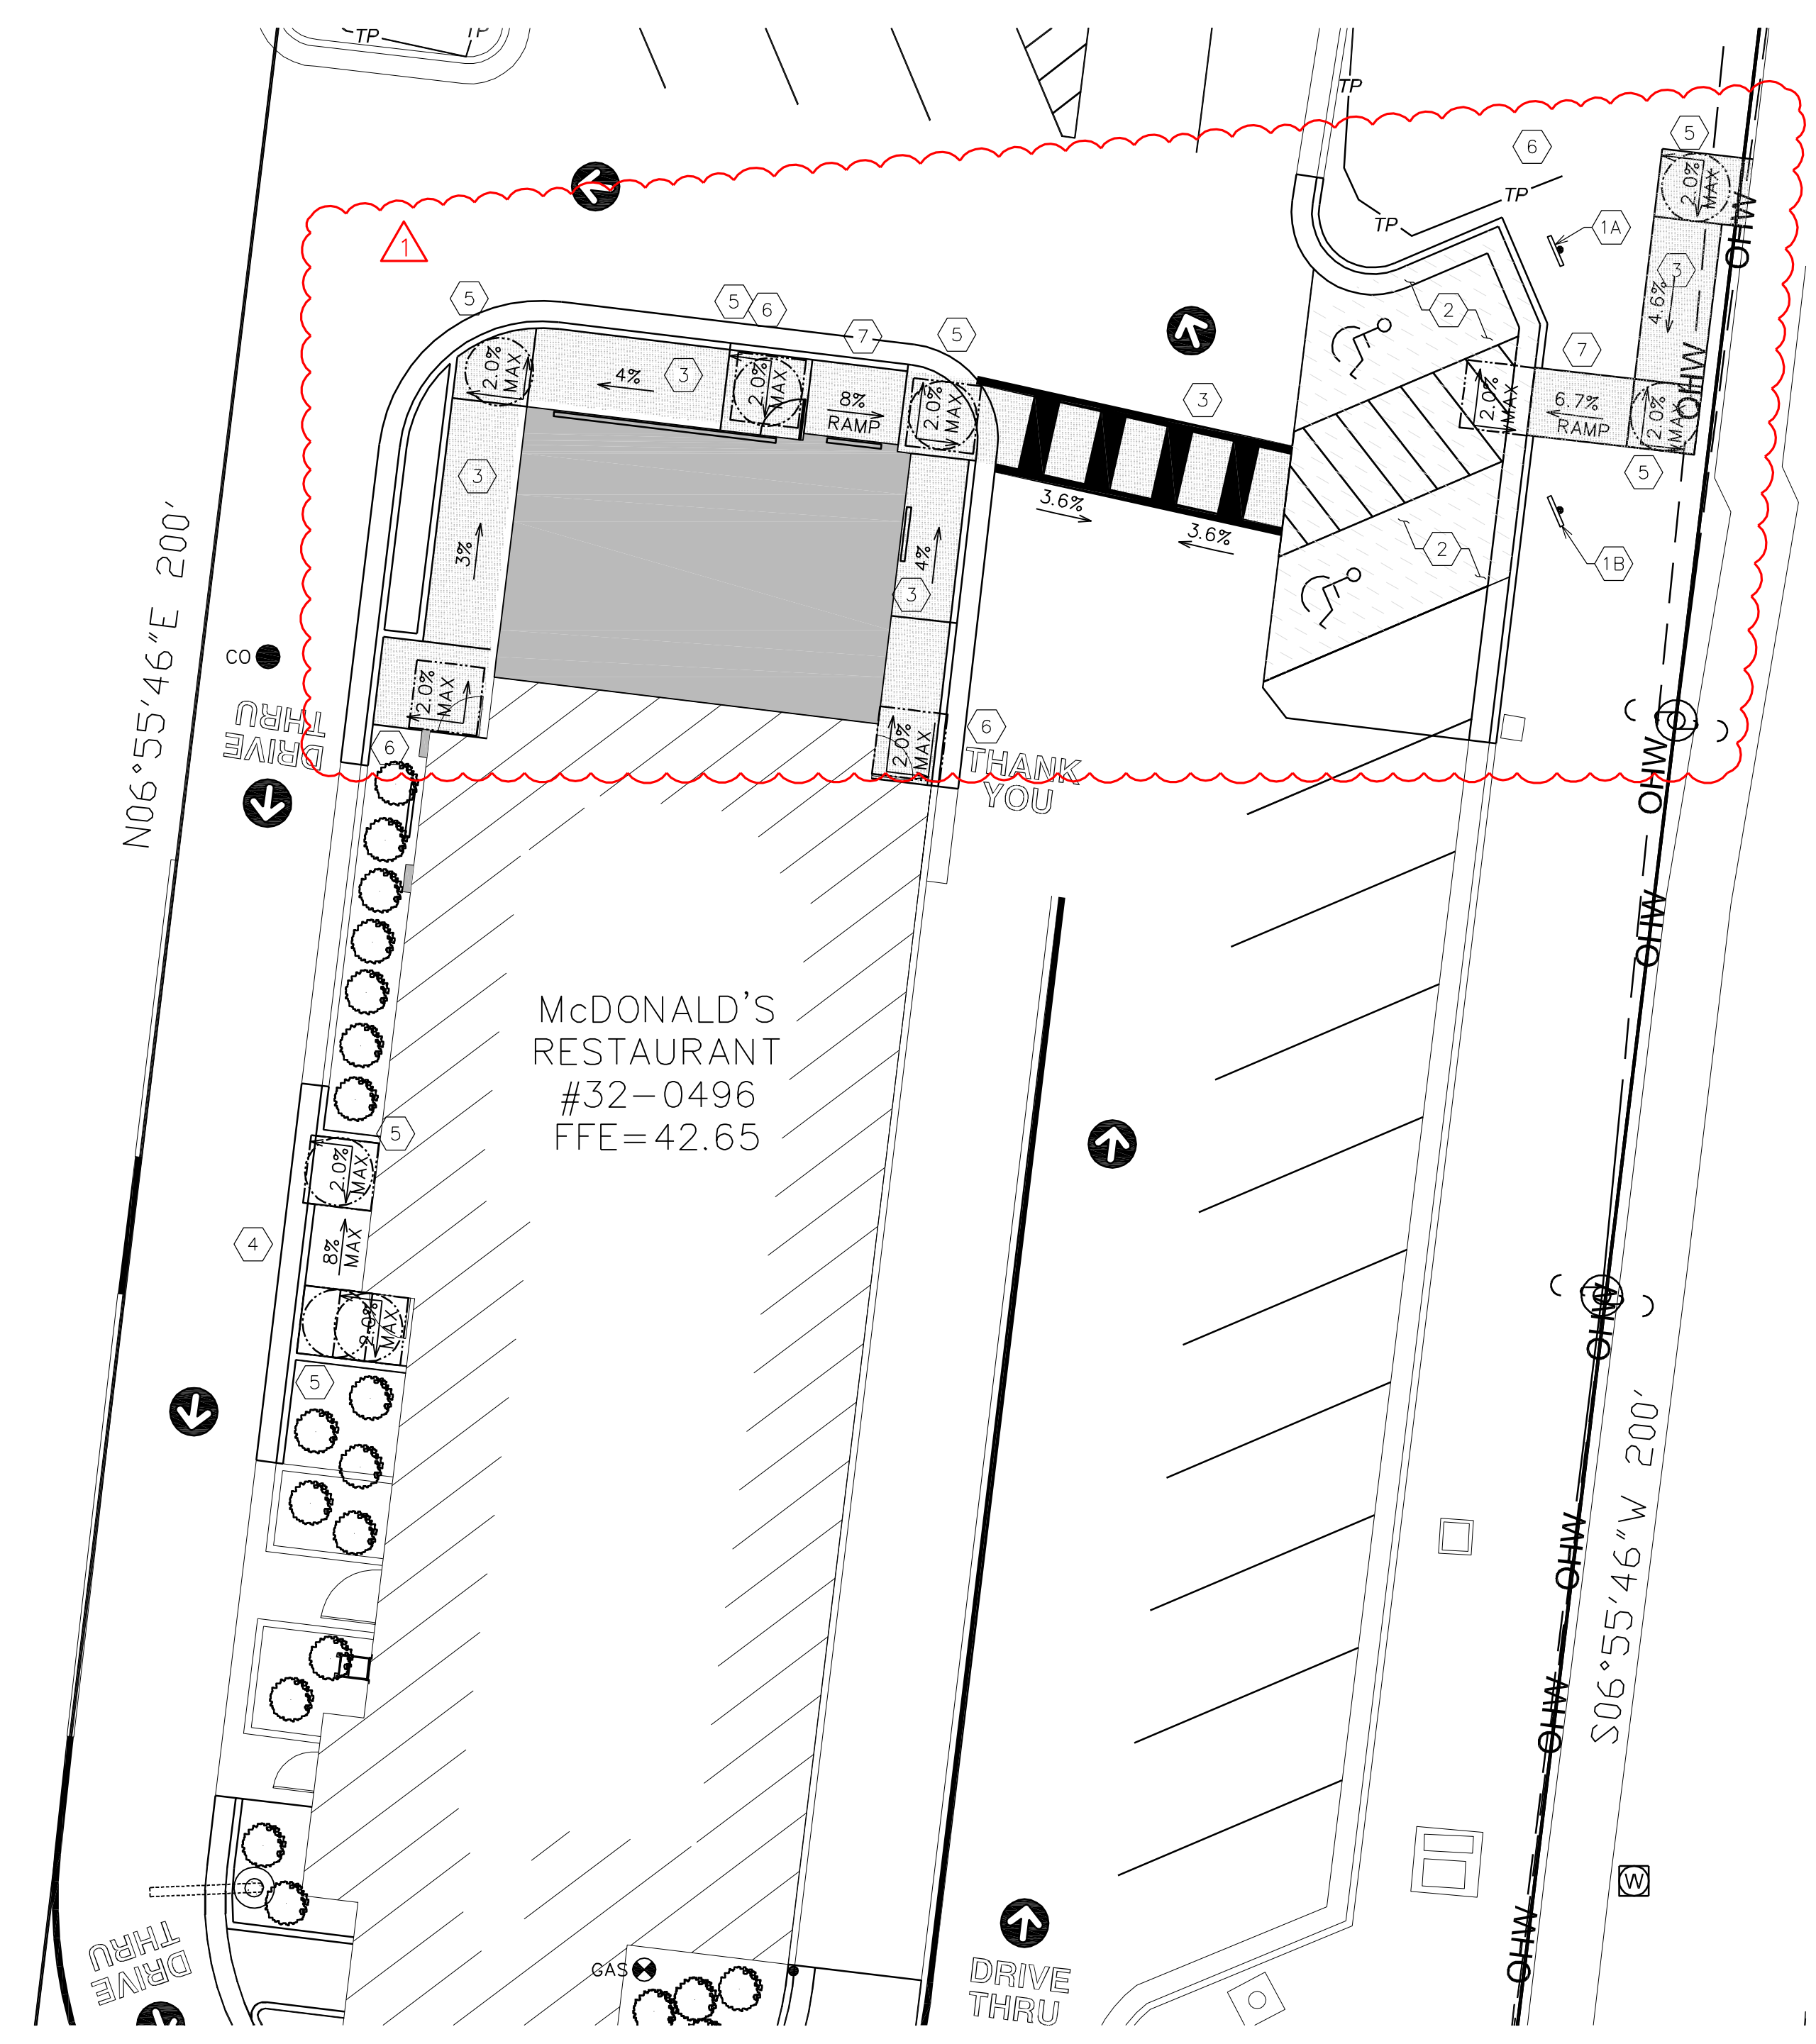 TP
TP
TP
TP
TP
5
6
2.0%
MAX
OHW
1
1A
3
4.6%
5
5
6
7
5
2
7
OHW
2.0%
MAX
4%
3
2.0%
MAX
8%
RAMP
2.0%
MAX
3
2.0%
MAX
6.7%
RAMP
2.0%
MAX
5
3
3.6%
3.6%
2
1B
3%
4%
3
N06°55'46"E 200'
CO
2.0%
MAX
DRIVE
THRU
6
2.0%
MAX
6
THANK
YOU
OHW
OHW
McDONALD'S
RESTAURANT
#32-0496
FFE=42.65
5
2.0%
MAX
4
8%
MAX
2.0%
MAX
5
OHW
S06°55'46"W 200'
OHW
OHW
W
OHW
DRIVE
THRU
GAS
DRIVE
THRU